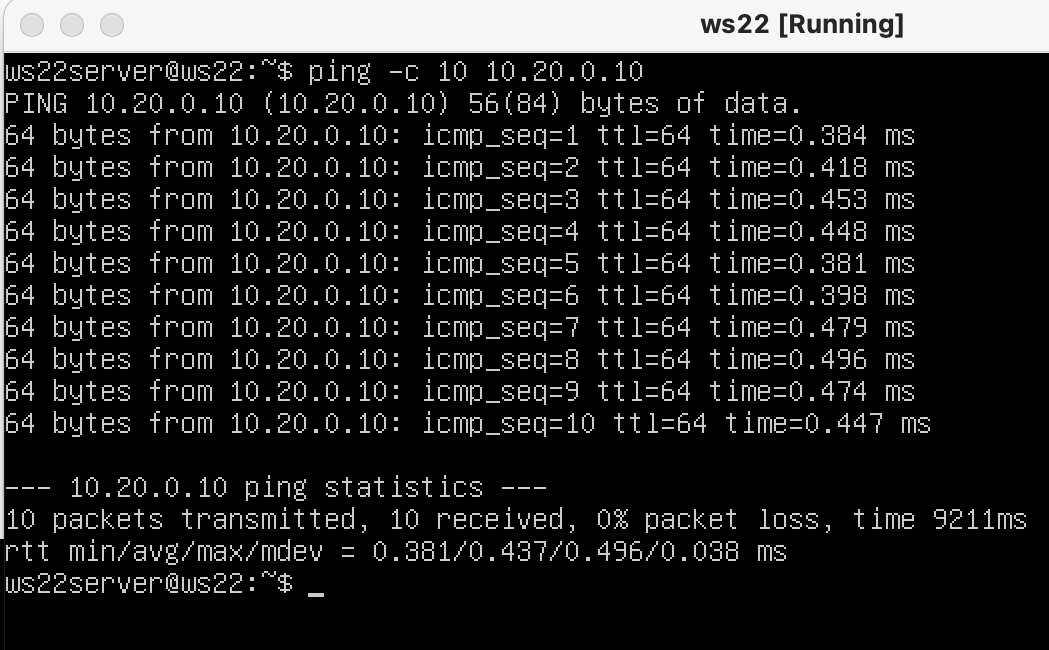 ws22 [Running]
ws22server@ws22:~$ ping -c 10 10.20.0.10
PING 10.20.0.10 (10.20.0.10) 56(84) bytes of data.
64 bytes from 10.20.0.10: icmp_seq=1 ttl=64 time=0.384 ms
64 bytes from 10.20.0.10: icmp_seq=2 ttl=64 time=0.418 ms
64 bytes from 10.20.0.10: icmp_seq=3 ttl=64 time=0.453 ms
64 bytes from 10.20.0.10: icmp_seq=4 ttl=64 time=0.448 ms
64 bytes from 10.20.0.10: icmp_seq=5 ttl=64 time=0.381 ms
64 bytes from 10.20.0.10: icmp_seq=6 ttl=64 time=0.398 ms
64 bytes from 10.20.0.10: icmp_seq=7 ttl=64 time=0.479 ms
64 bytes from 10.20.0.10: icmp_seq=8 ttl=64 time=0.496 ms
64 bytes from 10.20.0.10: icmp_seq=9 ttl=64 time=0.474 ms
64 bytes from 10.20.0.10: icmp_seq=10 ttl=64 time=0.447 ms
--- 10.20.0.10 ping statistics ---
10 packets transmitted, 10 received, 0% packet loss, time 9211ms
rtt min/avg/max/mdev = 0.381/0.437/0.496/0.038 ms
ws22server@ws22:~$ _